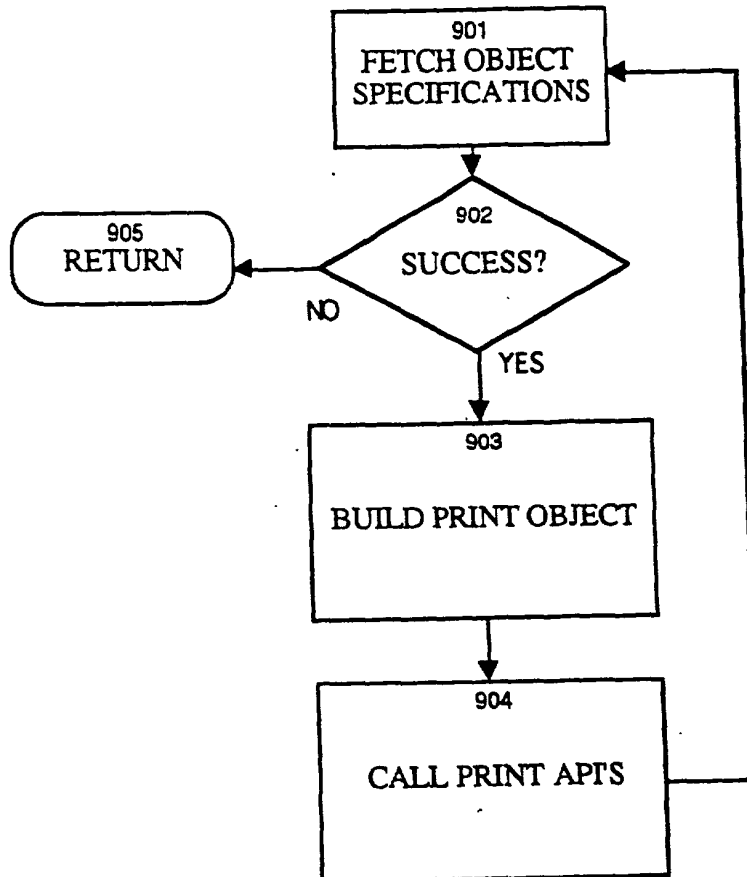 901
FETCH OBJECT
SPECIFICATIONS
902
SUCCESS?
905
RETURN
NO
YES
903
BUILD PRINT OBJECT
904
CALL PRINT API'S